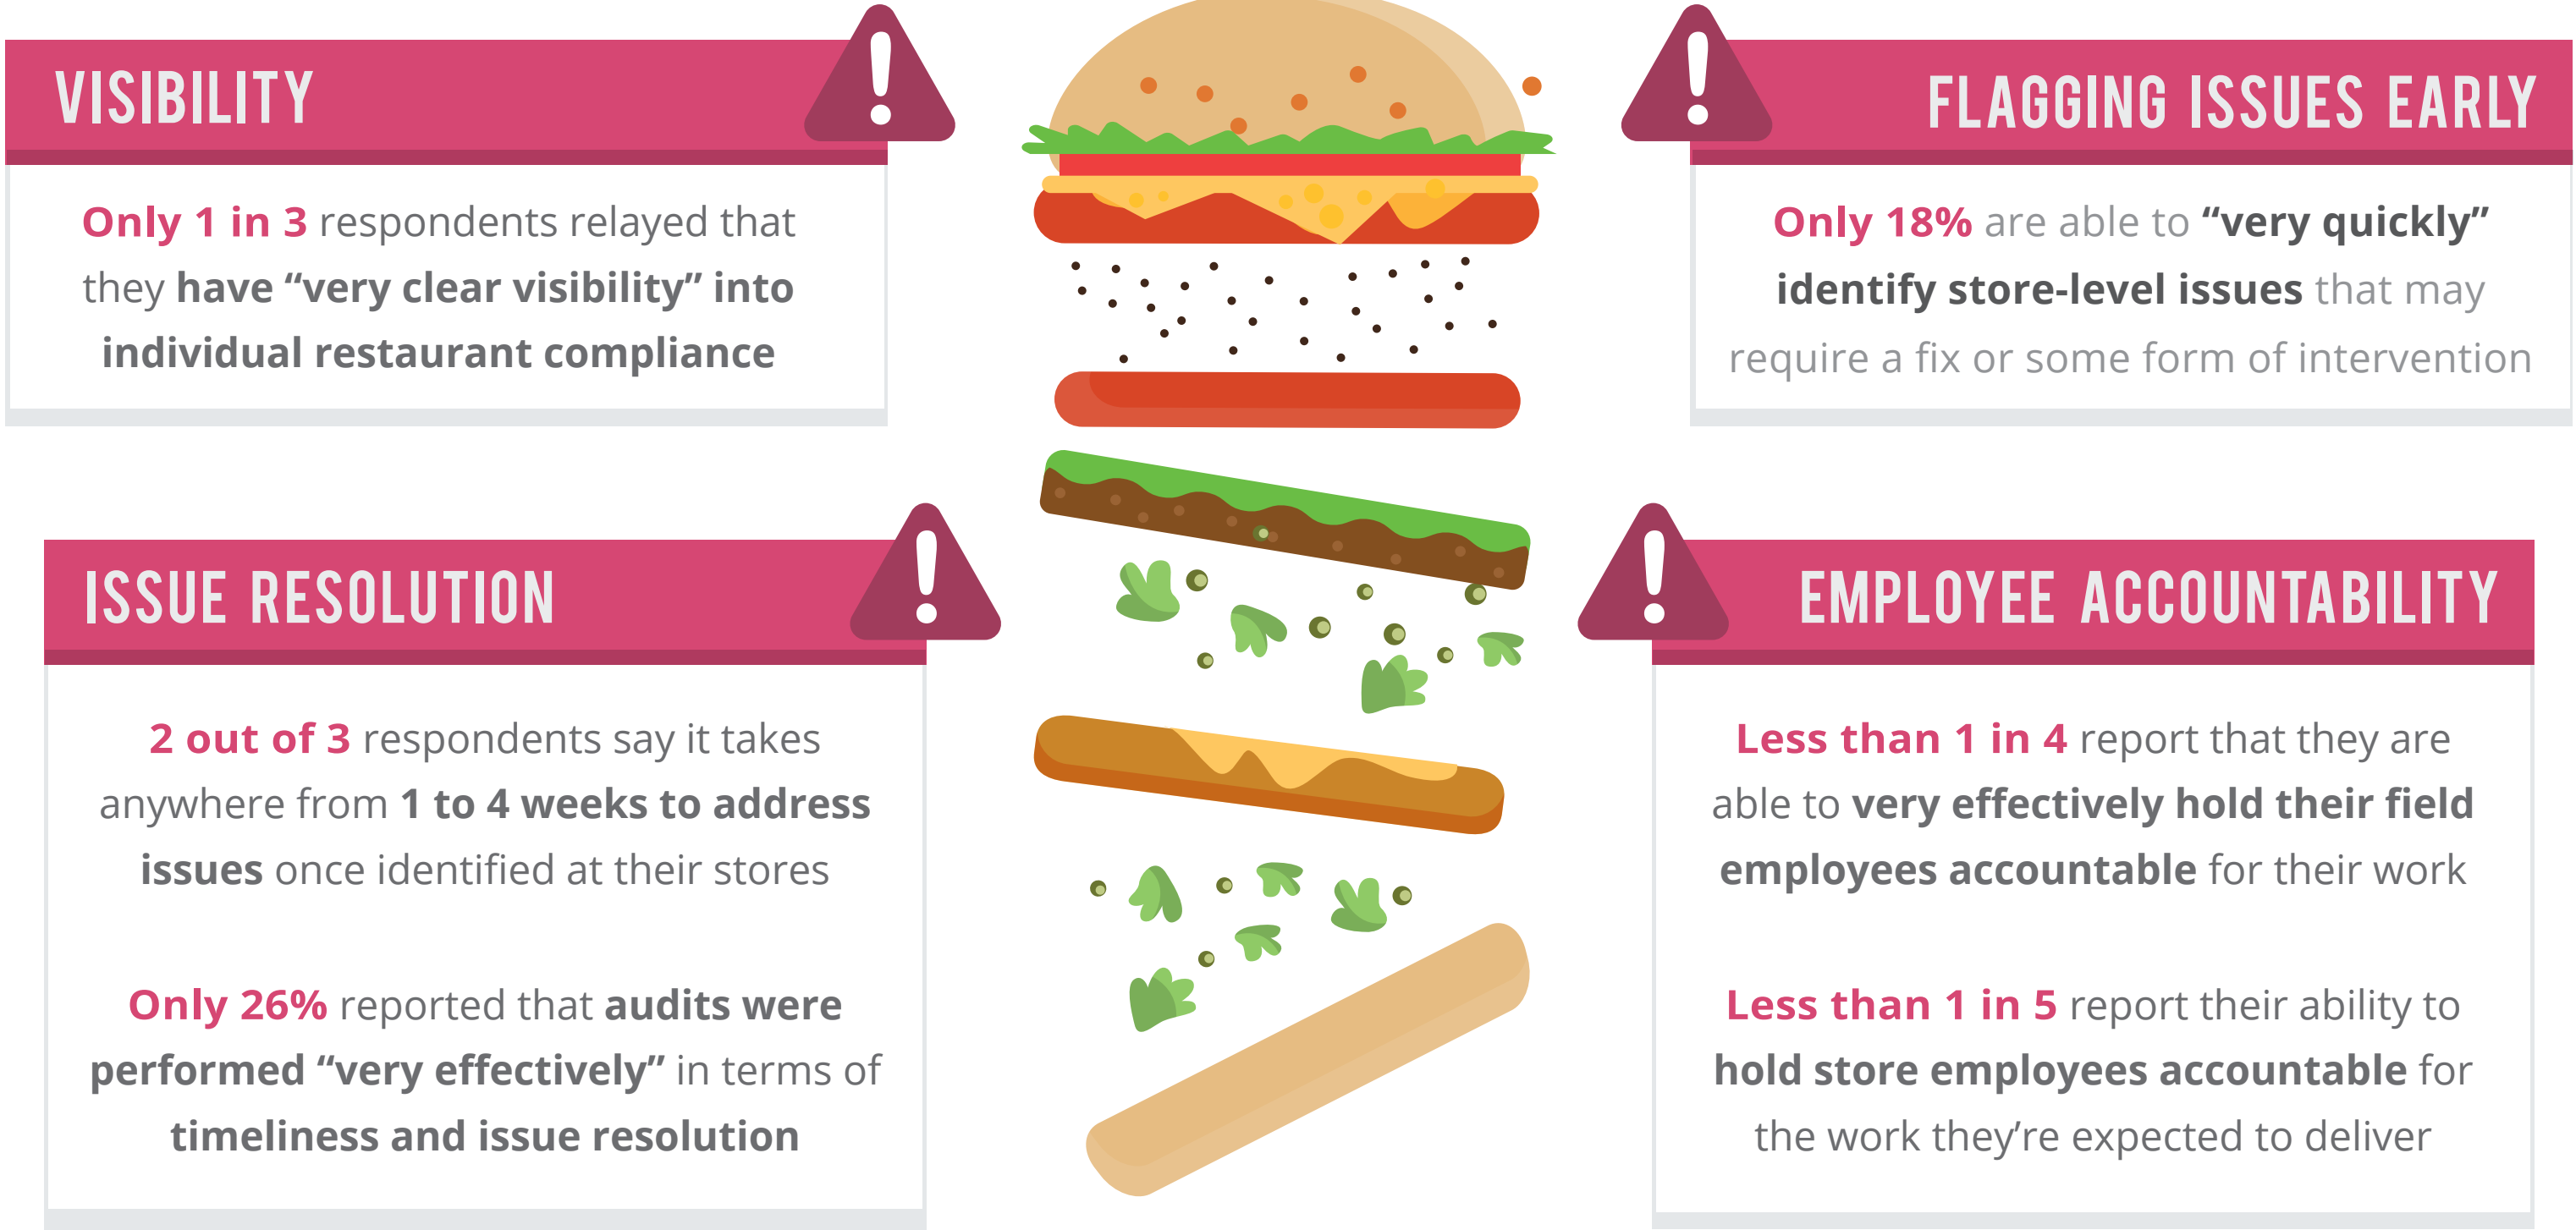 VISIBILITY
Only 1 in 3 respondents relayed that
they have “very clear visibility” into
individual restaurant compliance
FLAGGING ISSUES EARLY
Only 18% are able to “very quickly”
identify store-level issues that may
require a fix or some form of intervention
ISSUE RESOLUTION
2 out of 3 respondents say it takes
anywhere from 1 to 4 weeks to address
issues once identified at their stores
Only 26% reported that audits were
performed “very effectively” in terms of
timeliness and issue resolution
EMPLOYEE ACCOUNTABILITY
Less than 1 in 4 report that they are
able to very effectively hold their field
employees accountable for their work
Less than 1 in 5 report their ability to
hold store employees accountable for
the work they’re expected to deliver